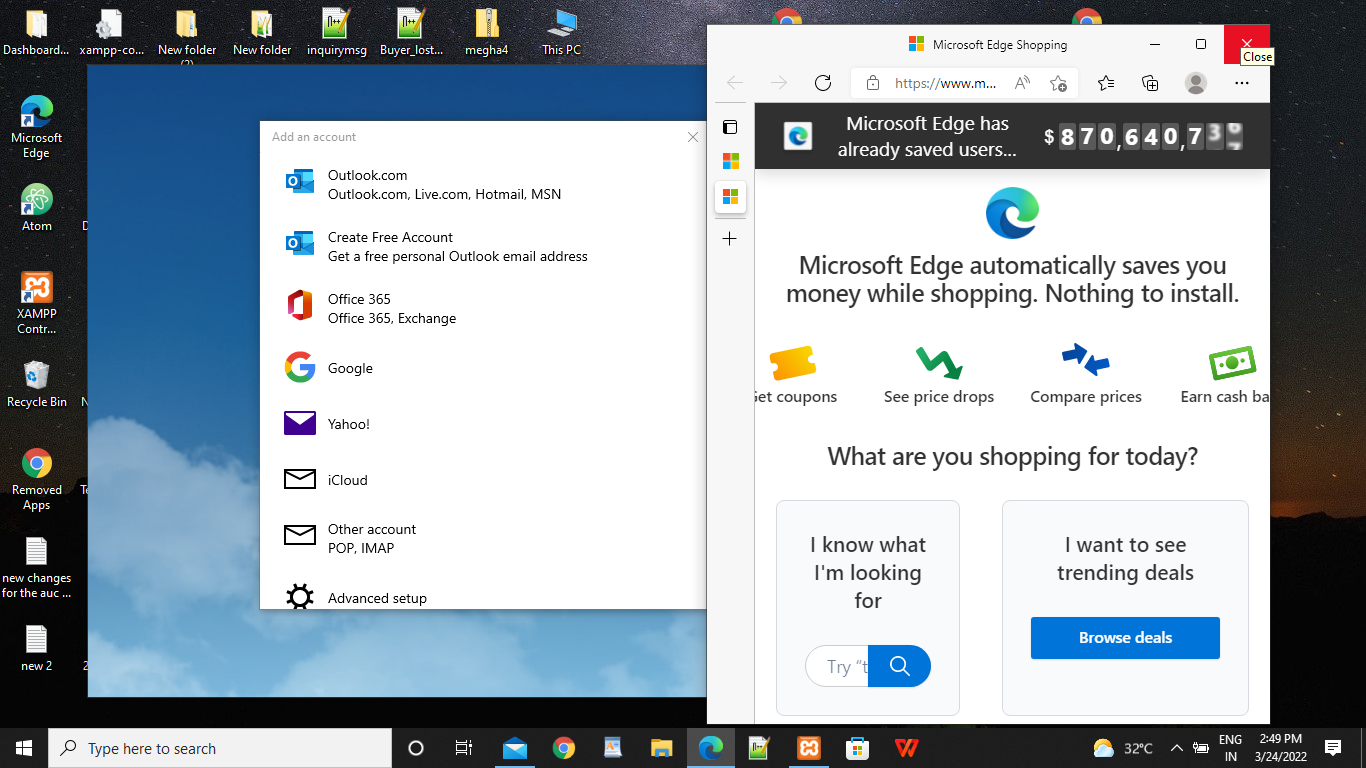 Dashboard...
xampp-co...
New folder
(2)
New folder
inquirymsg
Buyer_lost...
megha4
This PC
Microsoft
Edge
Atom
XAMPP
Contr...
Recycle Bin
Removed
Apps
new changes
for the auc ...
new 2
Add an account
Outlook.com
Outlook.com, Live.com, Hotmail, MSN
Create Free Account
Get a free personal Outlook email address
Office 365
Office 365, Exchange
Google
Yahoo!
iCloud
Other account
POP, IMAP
Advanced setup
Microsoft Edge Shopping
Close
https://www.m...
Microsoft Edge has
already saved users...
$ 870,640,7
Microsoft Edge automatically saves you
money while shopping. Nothing to install.
Get coupons
See price drops
Compare prices
Earn cash ba
What are you shopping for today?
I know what
I'm looking
for
Try “t
I want to see
trending deals
Browse deals
Type here to search
32°C
ENG
IN
2:49 PM
3/24/2022